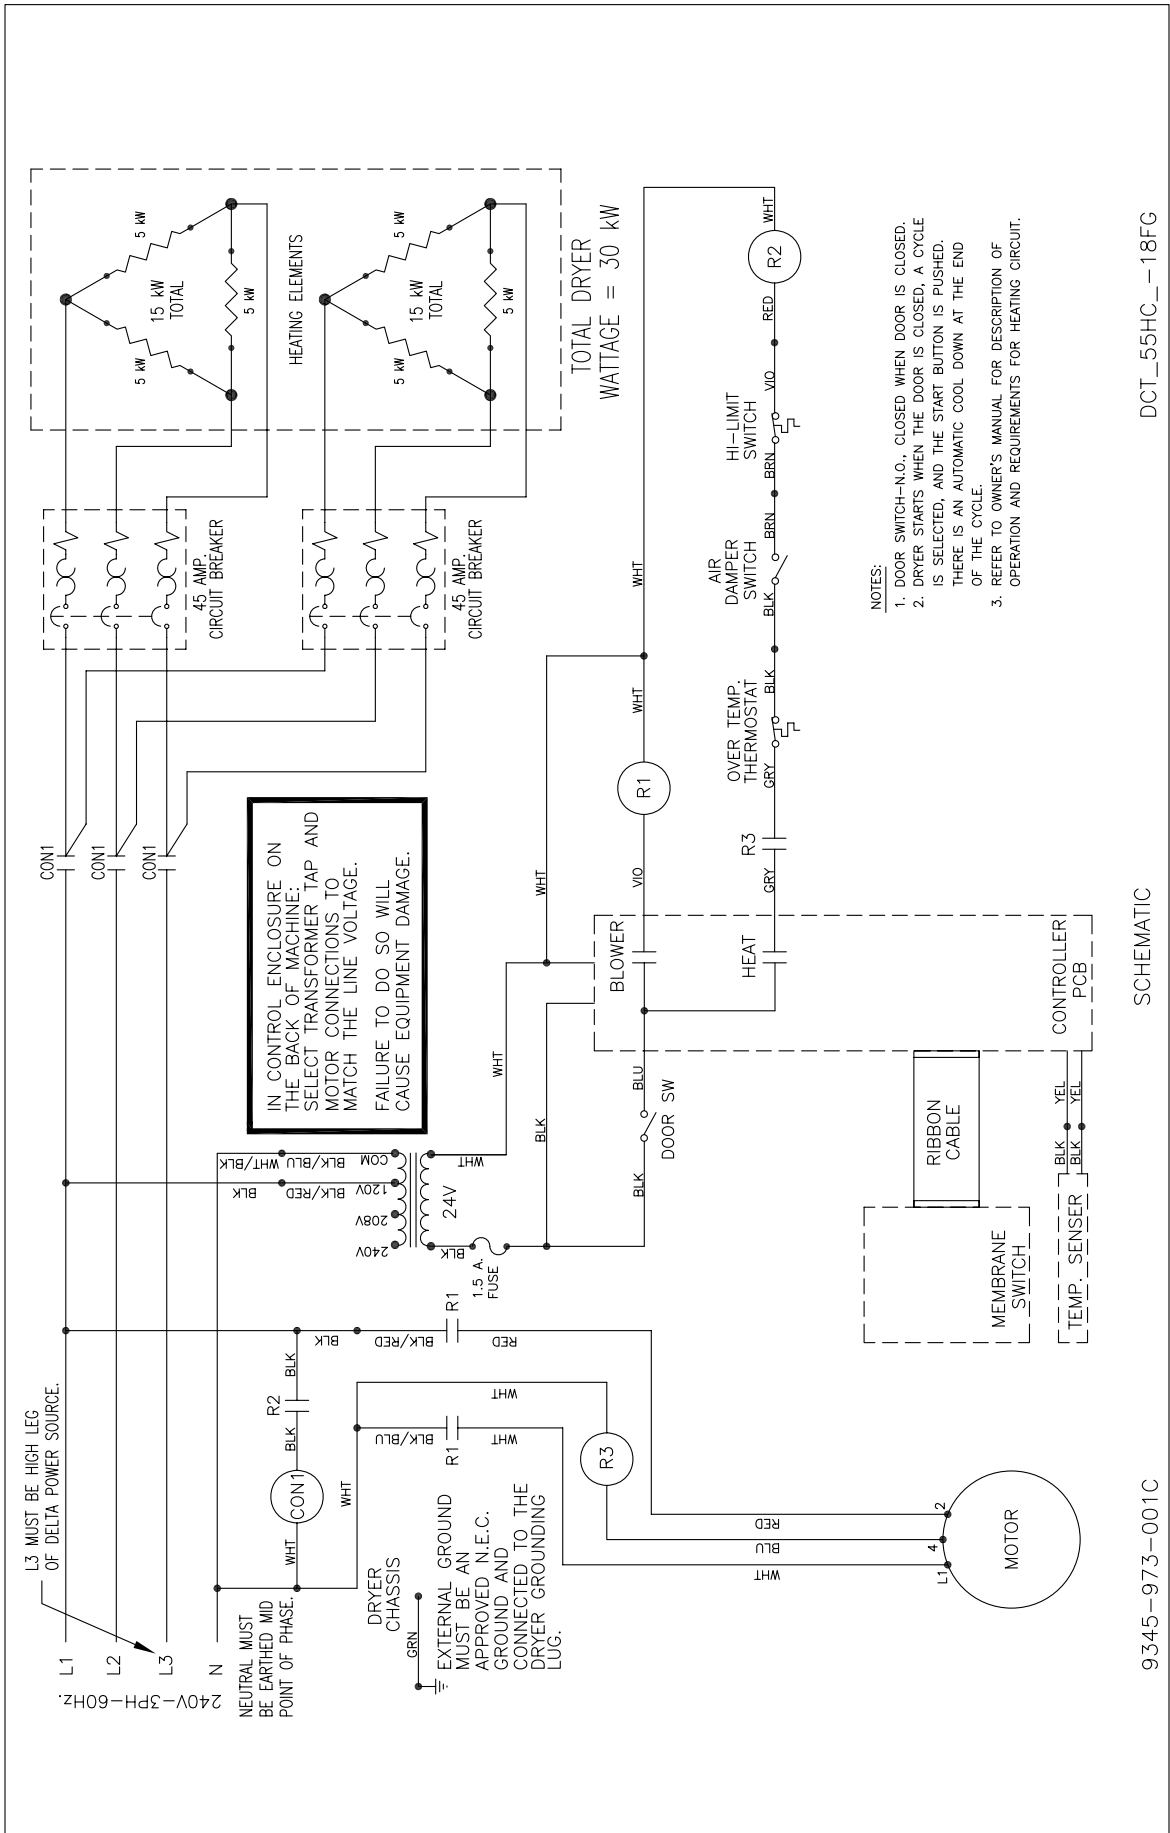 L3 MUST BE HIGH LEG
OF DELTA POWER SOURCE.
L1
L2
L3
N
240V-3PH-60Hz.
NEUTRAL MUST
BE EARTHED MID
POINT OF PHASE.
WHT
CON1
BLK
R2
BLK
WHT
BLK
BLK/RED
R1
RED
WHT
BLK/BLU
R1
WHT
R3
DRYER
CHASSIS
GRN
EXTERNAL GROUND
MUST BE AN
APPROVED N.E.C.
GROUND AND
CONNECTED TO THE
DRYER GROUNDING
LUG.
WHT
BLU
RED
L1
4
2
MOTOR
WHT/BLK
BLK/BLU
COM
BLK
BLK/RED
120V
208V
240V
24V
WHT
BLK
1.5 A.
FUSE
WHT
BLK
BLK
DOOR SW
BLU
IN CONTROL ENCLOSURE ON
THE BACK OF MACHINE:
SELECT TRANSFORMER TAP AND
MOTOR CONNECTIONS TO
MATCH THE LINE VOLTAGE.
FAILURE TO DO SO WILL
CAUSE EQUIPMENT DAMAGE.
CON1
CON1
CON1
45 AMP.
CIRCUIT BREAKER
45 AMP.
CIRCUIT BREAKER
5 kW
5 kW
15 kW
TOTAL
5 kW
HEATING ELEMENTS
5 kW
5 kW
15 kW
TOTAL
5 kW
TOTAL DRYER
WATTAGE = 30 kW
WHT
BLOWER
VIO
R1
WHT
WHT
HEAT
GRY
R3
GRY
OVER TEMP.
THERMOSTAT
BLK
BLK
AIR
DAMPER
SWITCH
BRN
BRN
HI-LIMIT
SWITCH
VIO
RED
R2
WHT
CONTROLLER
PCB
RIBBON
CABLE
MEMBRANE
SWITCH
TEMP. SENSER
BLK
YEL
BLK
YEL
NOTES:
1. DOOR SWITCH-N.O., CLOSED WHEN DOOR IS CLOSED.
2. DRYER STARTS WHEN THE DOOR IS CLOSED, A CYCLE
IS SELECTED, AND THE START BUTTON IS PUSHED.
THERE IS AN AUTOMATIC COOL DOWN AT THE END
OF THE CYCLE.
3. REFER TO OWNER'S MANUAL FOR DESCRIPTION OF
OPERATION AND REQUIREMENTS FOR HEATING CIRCUIT.
9345-973-001C
SCHEMATIC
DCT_55HC_-18FG